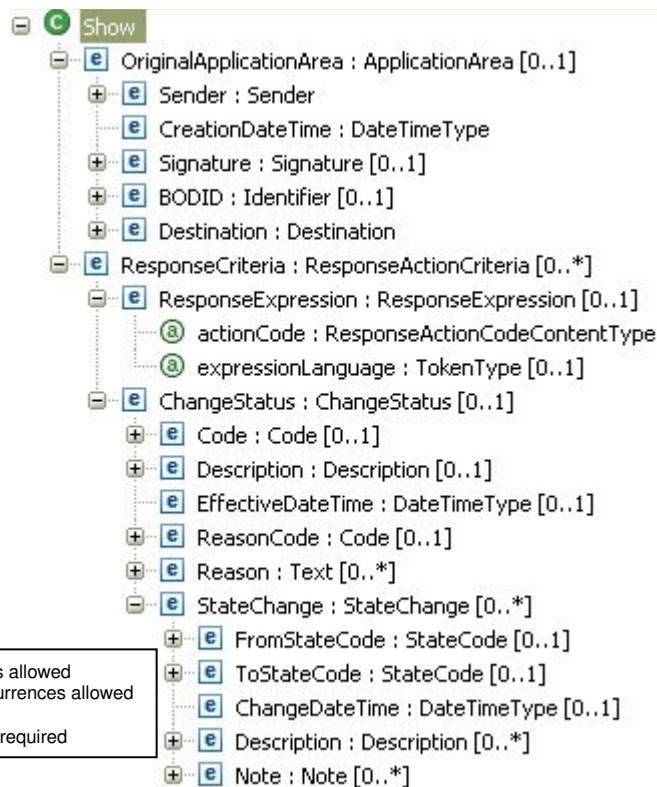 C Show
e OriginalApplicationArea : ApplicationArea [0..1]
e Sender : Sender
e CreationDateTime : DateTimeType
e Signature : Signature [0..1]
e BODID : Identifier [0..1]
e Destination : Destination
e ResponseCriteria : ResponseActionCriteria [0..*]
e ResponseExpression : ResponseExpression [0..1]
a actionCode : ResponseActionCodeContentType
a expressionLanguage : TokenType [0..1]
e ChangeStatus : ChangeStatus [0..1]
e Code : Code [0..1]
e Description : Description [0..1]
e EffectiveDateTime : DateTimeType [0..1]
e ReasonCode : Code [0..1]
e Reason : Text [0..*]
e StateChange : StateChange [0..*]
e FromStateCode : StateCode [0..1]
e ToStateCode : StateCode [0..1]
e ChangeDateTime : DateTimeType [0..1]
e Description : Description [0..*]
e Note : Note [0..*]
allowed
allowed
required